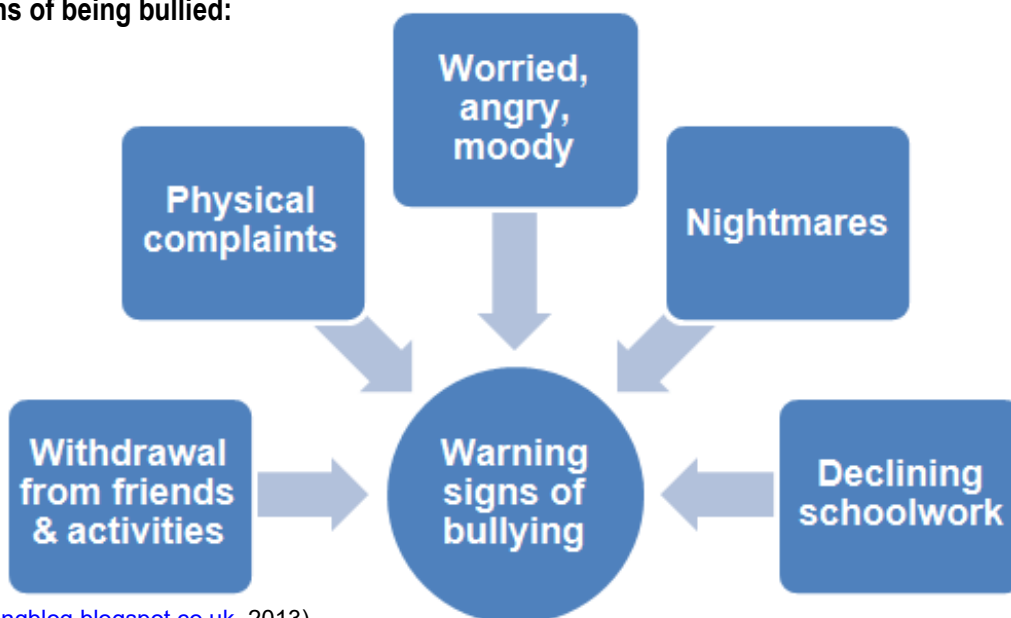 of being bullied:
Worried,
angry,
moody
Physical
complaints
Nightmares
Withdrawal
from friends
& activities
Warning
signs of
bullying
Declining
schoolwork
2013)